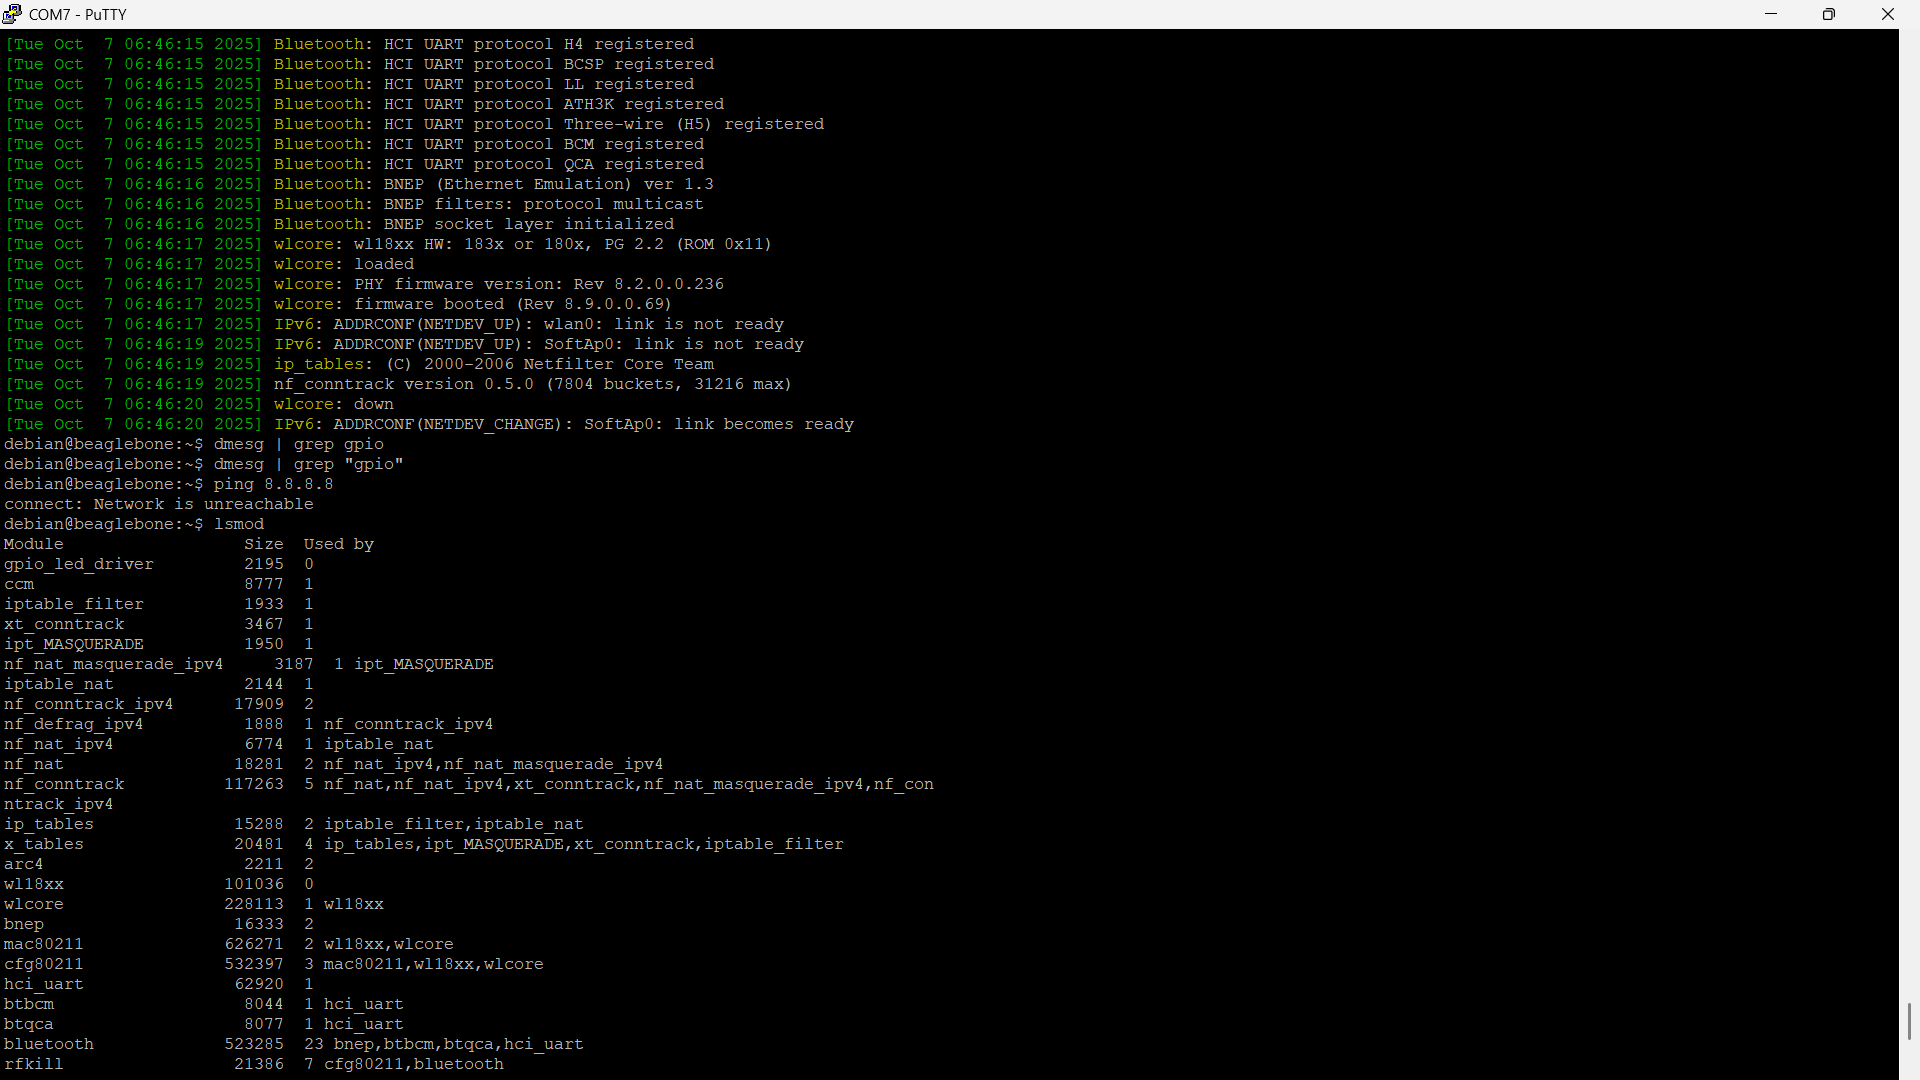 COM7 - PuTTY
[Tue Oct  7 06:46:15 2025] Bluetooth: HCI UART protocol H4 registered
[Tue Oct  7 06:46:15 2025] Bluetooth: HCI UART protocol BCSP registered
[Tue Oct  7 06:46:15 2025] Bluetooth: HCI UART protocol LL registered
[Tue Oct  7 06:46:15 2025] Bluetooth: HCI UART protocol ATH3K registered
[Tue Oct  7 06:46:15 2025] Bluetooth: HCI UART protocol Three-wire (H5) registered
[Tue Oct  7 06:46:15 2025] Bluetooth: HCI UART protocol BCM registered
[Tue Oct  7 06:46:15 2025] Bluetooth: HCI UART protocol QCA registered
[Tue Oct  7 06:46:16 2025] Bluetooth: BNEP (Ethernet Emulation) ver 1.3
[Tue Oct  7 06:46:16 2025] Bluetooth: BNEP filters: protocol multicast
[Tue Oct  7 06:46:16 2025] Bluetooth: BNEP socket layer initialized
[Tue Oct  7 06:46:17 2025] wlcore: wl18xx HW: 183x or 180x, PG 2.2 (ROM 0x11)
[Tue Oct  7 06:46:17 2025] wlcore: loaded
[Tue Oct  7 06:46:17 2025] wlcore: PHY firmware version: Rev 8.2.0.0.236
[Tue Oct  7 06:46:17 2025] wlcore: firmware booted (Rev 8.9.0.0.69)
[Tue Oct  7 06:46:17 2025] IPv6: ADDRCONF(NETDEV_UP): wlan0: link is not ready
[Tue Oct  7 06:46:19 2025] IPv6: ADDRCONF(NETDEV_UP): SoftAp0: link is not ready
[Tue Oct  7 06:46:19 2025] ip_tables: (C) 2000-2006 Netfilter Core Team
[Tue Oct  7 06:46:19 2025] nf_conntrack version 0.5.0 (7804 buckets, 31216 max)
[Tue Oct  7 06:46:20 2025] wlcore: down
[Tue Oct  7 06:46:20 2025] IPv6: ADDRCONF(NETDEV_CHANGE): SoftAp0: link becomes ready
debian@beaglebone:~$ dmesg | grep gpio
debian@beaglebone:~$ dmesg | grep "gpio"
debian@beaglebone:~$ ping 8.8.8.8
connect: Network is unreachable
debian@beaglebone:~$ lsmod
Module                  Size  Used by
gpio_led_driver         2195  0
ccm                     8777  1
iptable_filter          1933  1
xt_conntrack            3467  1
ipt_MASQUERADE          1950  1
nf_nat_masquerade_ipv4     3187  1 ipt_MASQUERADE
iptable_nat             2144  1
nf_conntrack_ipv4      17909  2
nf_defrag_ipv4          1888  1 nf_conntrack_ipv4
nf_nat_ipv4             6774  1 iptable_nat
nf_nat                 18281  2 nf_nat_ipv4,nf_nat_masquerade_ipv4
nf_conntrack          117263  5 nf_nat,nf_nat_ipv4,xt_conntrack,nf_nat_masquerade_ipv4,nf_con
ntrack_ipv4
ip_tables              15288  2 iptable_filter,iptable_nat
x_tables               20481  4 ip_tables,ipt_MASQUERADE,xt_conntrack,iptable_filter
arc4                    2211  2
wl18xx                101036  0
wlcore                228113  1 wl18xx
bnep                   16333  2
mac80211              626271  2 wl18xx,wlcore
cfg80211              532397  3 mac80211,wl18xx,wlcore
hci_uart               62920  1
btbcm                   8044  1 hci_uart
btqca                   8077  1 hci_uart
bluetooth             523285  23 bnep,btbcm,btqca,hci_uart
rfkill                 21386  7 cfg80211,bluetooth